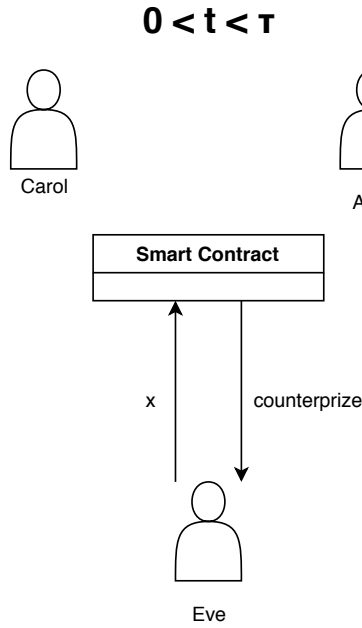 0 < t < τ
Carol
A
Smart Contract
x
counterprize
Eve